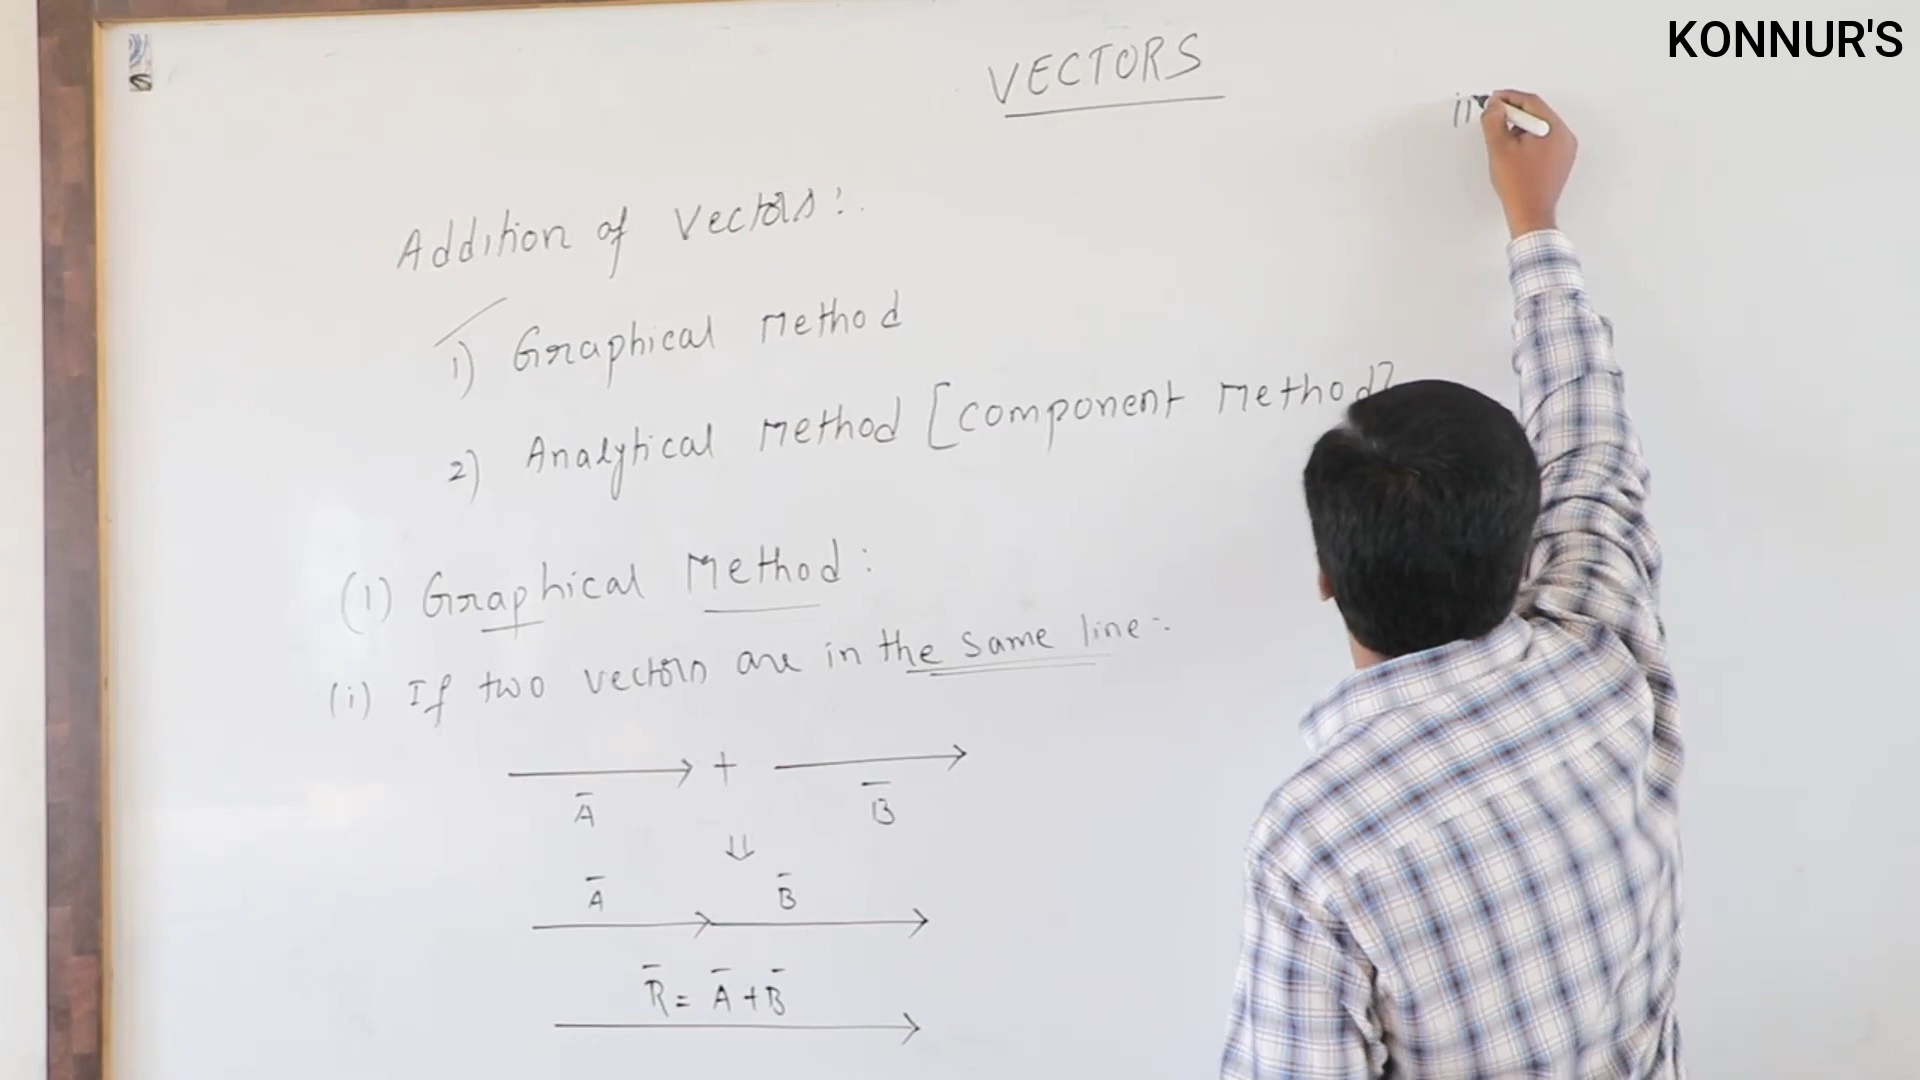 KONNUR'S
S
VECTORS
ii
Addition of Vectors:
1) Graphical Method
2) Analytical Method [Component Method]
(1) Graphical Method:
(i) If two vectors are in the same line:-
A̅ + B̅
⇓
A̅ B̅
R̅ = A̅ + B̅